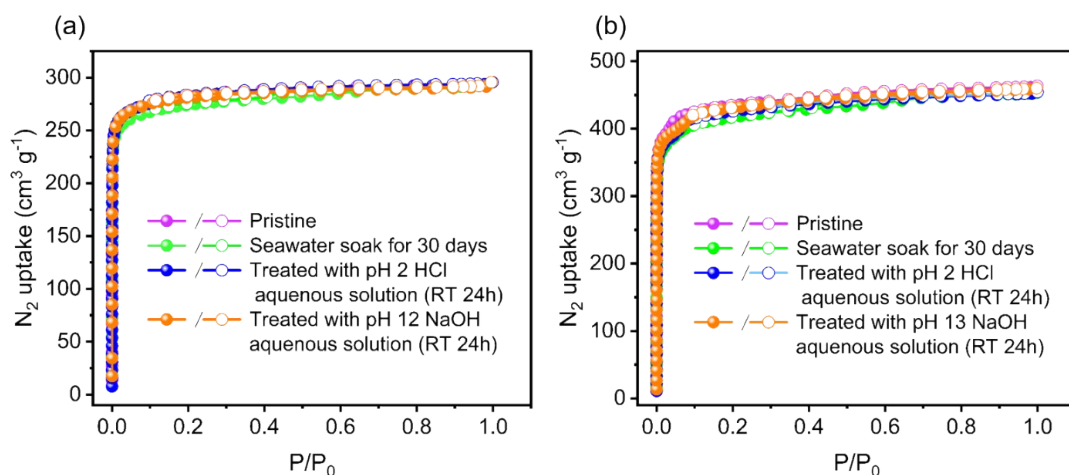 (a)
N2 uptake (cm3 g-1)
300
250
200
150
100
50
0
/ Pristine
/ Seawater soak for 30 days
/ Treated with pH 2 HCl
aquenous solution (RT 24h)
/ Treated with pH 12 NaOH
aquenous solution (RT 24h)
0.0 0.2 0.4 0.6 0.8 1.0
P/P0
(b)
N2 uptake (cm3 g-1)
500
400
300
200
100
0
/ Pristine
/ Seawater soak for 30 days
/ Treated with pH 2 HCl
aquenous solution (RT 24h)
/ Treated with pH 13 NaOH
aquenous solution (RT 24h)
0.0 0.2 0.4 0.6 0.8 1.0
P/P0